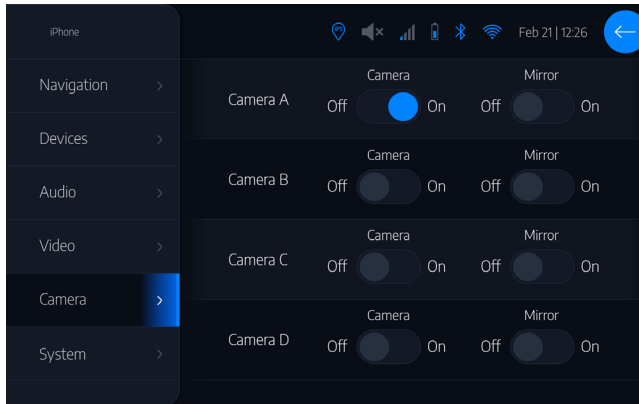 iPhone
GPS
Feb 21 | 12:26
Navigation
Devices
Audio
Video
Camera
System
Camera Mirror
Camera A Off On Off On
Camera Mirror
Camera B Off On Off On
Camera Mirror
Camera C Off On Off On
Camera Mirror
Camera D Off On Off On